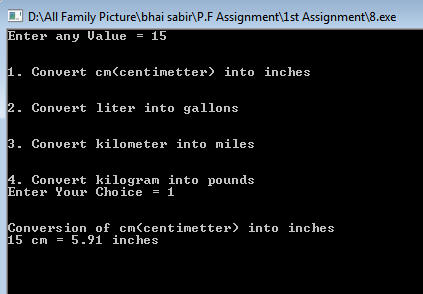 D:\All Family Picture\bhai sabir\P.F Assignment\1st Assignment\8.exe
Enter any Value = 15
1. Convert cm(centimetter) into inches
2. Convert liter into gallons
3. Convert kilometer into miles
4. Convert kilogram into pounds
Enter Your Choice = 1
Conversion of cm(centimetter) into inches
15 cm = 5.91 inches